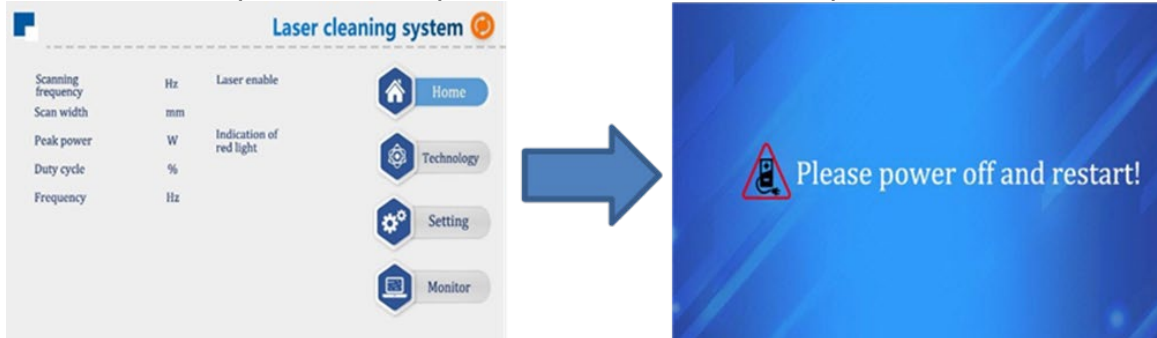 Laser cleaning system
Scanning
frequency
Hz
Laser enable
Home
Scan width
mm
Peak power
W
Indication of
red light
Technology
Duty cycle
%
Frequency
Hz
Setting
Monitor
Please power off and restart!